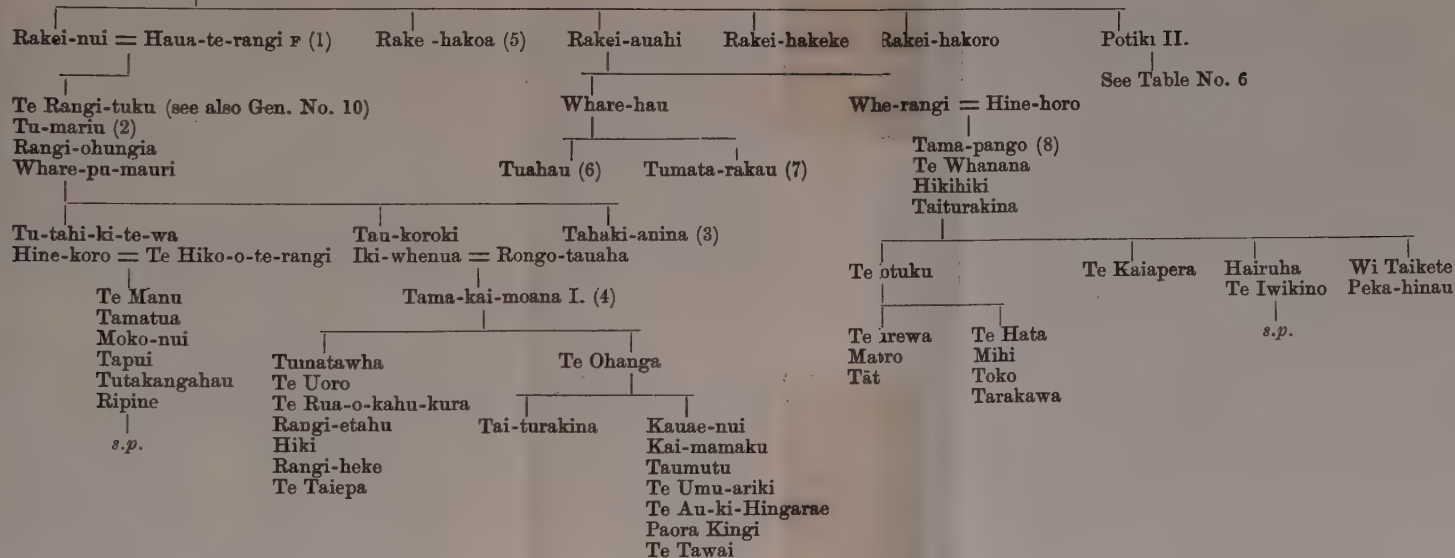 Rakei-nui = Haua-te-rangi F (1) Rake -hakoa (5) Rakei-auahi Rakei-hakeke Rakei-hakoro Potiki II.
See Table No. 6
Te Rangi-tuku (see also Gen. No. 10) Whare-hau Whe-rangi = Hine-horo
Tu-mariu (2)
Rangi-ohungia
Whare-pu-mauri
Tuahau (6) Tumata-rakau (7)
Tama-pango (8)
Te Whanana
Hikihiki
Taiturakina
Tu-tahi-ki-te-wa Tau-koroki Tahaki-anina (3)
Hine-koro = Te Hiko-o-te-rangi Iki-whenua = Rongo-tauaha
Te otuku Te Kaiapera Hairuha Wi Taikete
Te Iwikino Peka-hinau
s.p.
Te Manu
Tamatua
Moko-nui
Tapui
Tutakangahau
Ripine
s.p.
Tama-kai-moana I. (4)
Tumatawha Te Ohanga
Te Uoro
Te Rua-o-kahu-kura
Rangi-etahu
Hiki
Rangi-heke
Te Taiepa
Tai-turakina Kauae-nui
Kai-mamaku
Taumutu
Te Umu-ariki
Te Au-ki-Hingarae
Paora Kingi
Te Tawai
Te irewa Te Hata
Mihi
Tāt Toko
Tarakawa